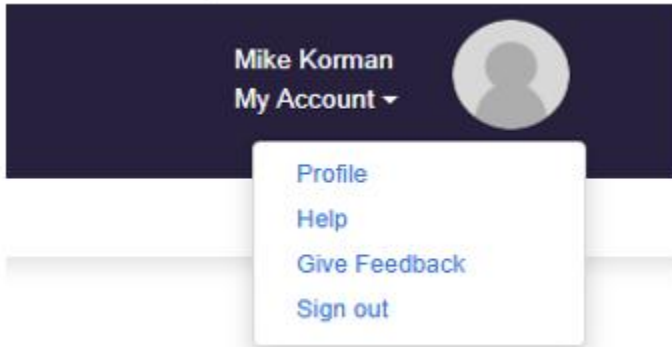 Mike Korman
My Account
Profile
Help
Give Feedback
Sign out